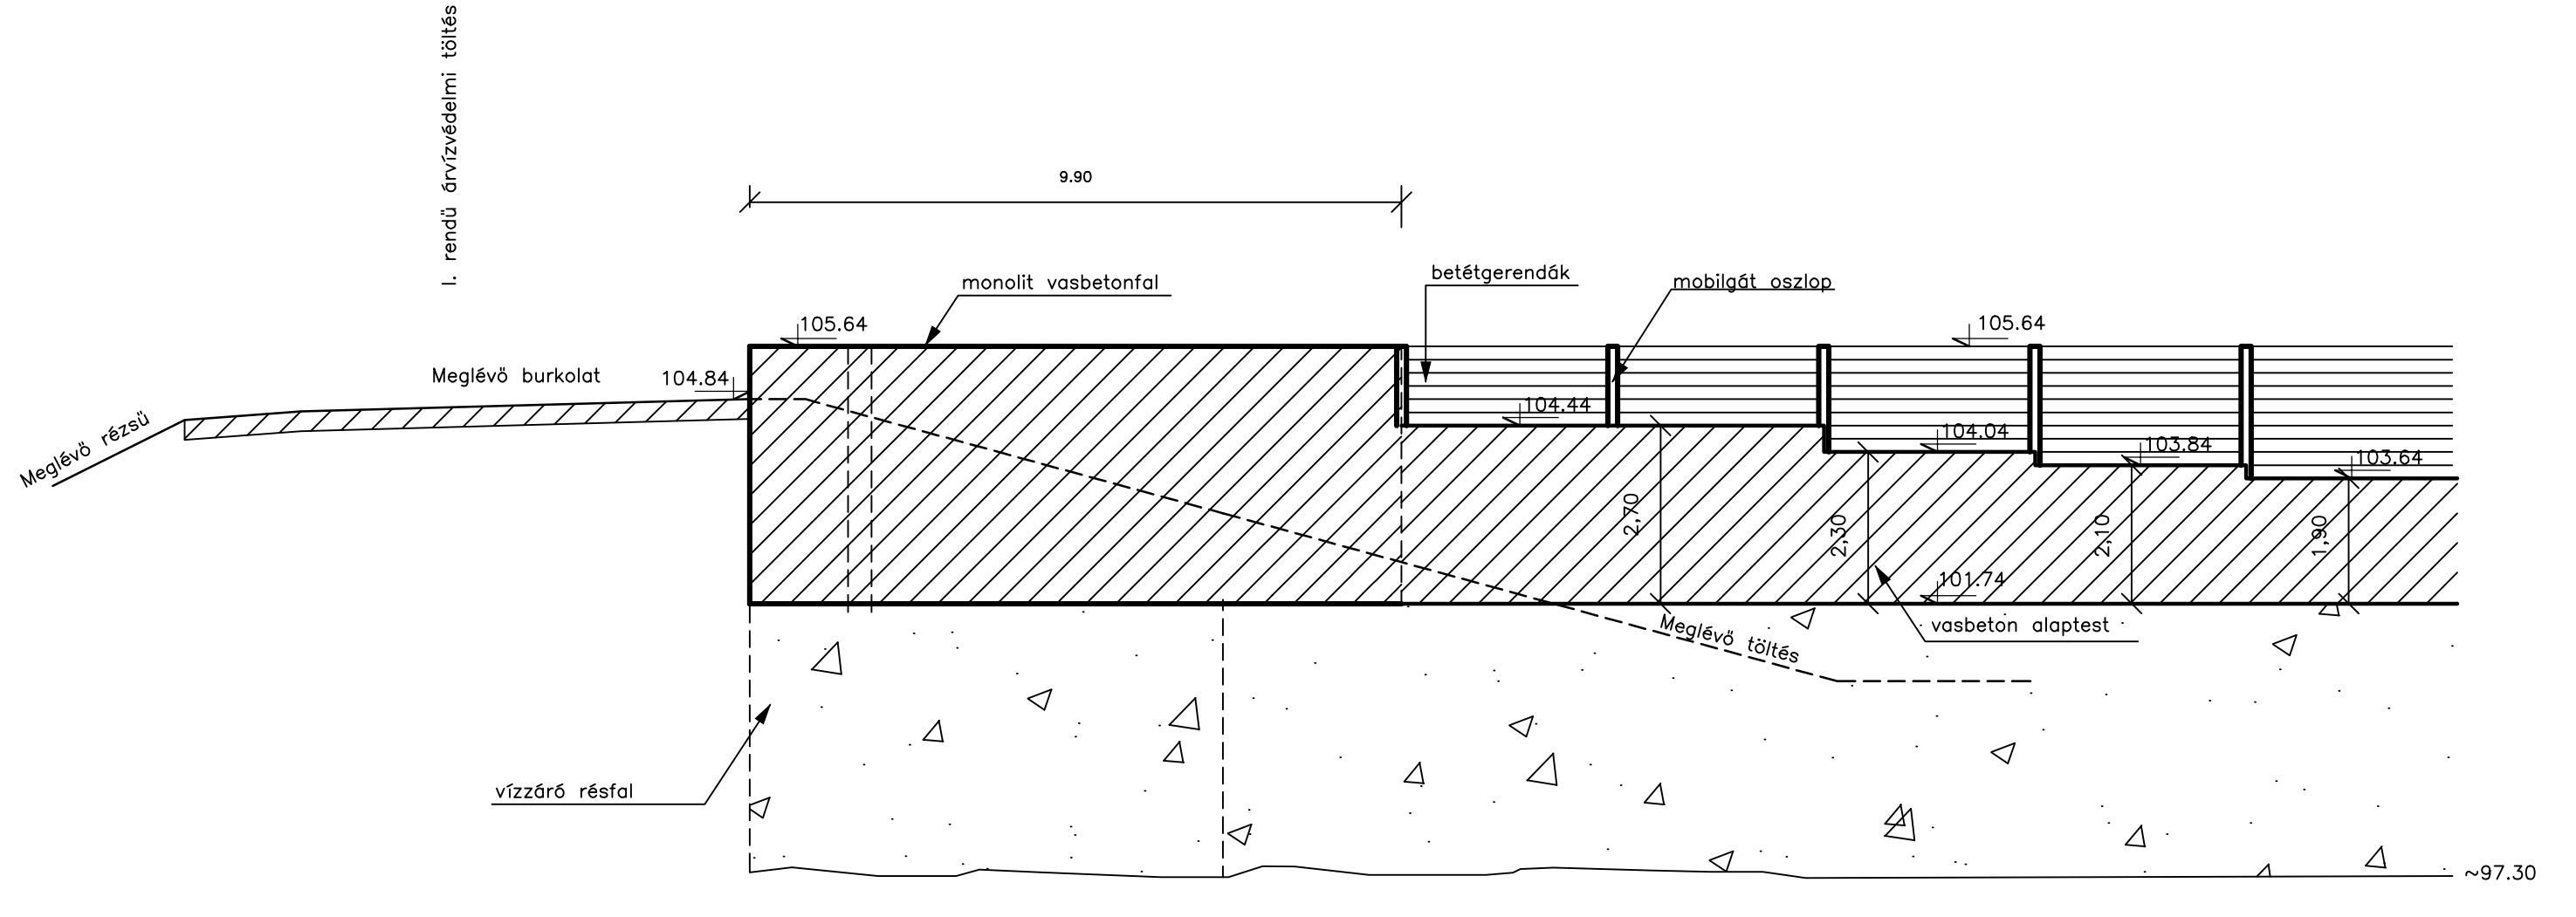 I. rendű árvízvédelmi töltés
9.90
betétgerendák
monolit vasbetonfal
mobilgát oszlop
105.64
105.64
Meglévő burkolat
104.84
104.44
Meglévő rézsü
104.04
103.84
103.64
2,70
2,30
2,10
1,90
101.74
Meglévő töltés
vasbeton alaptest
vízzáró résfal
~97.30